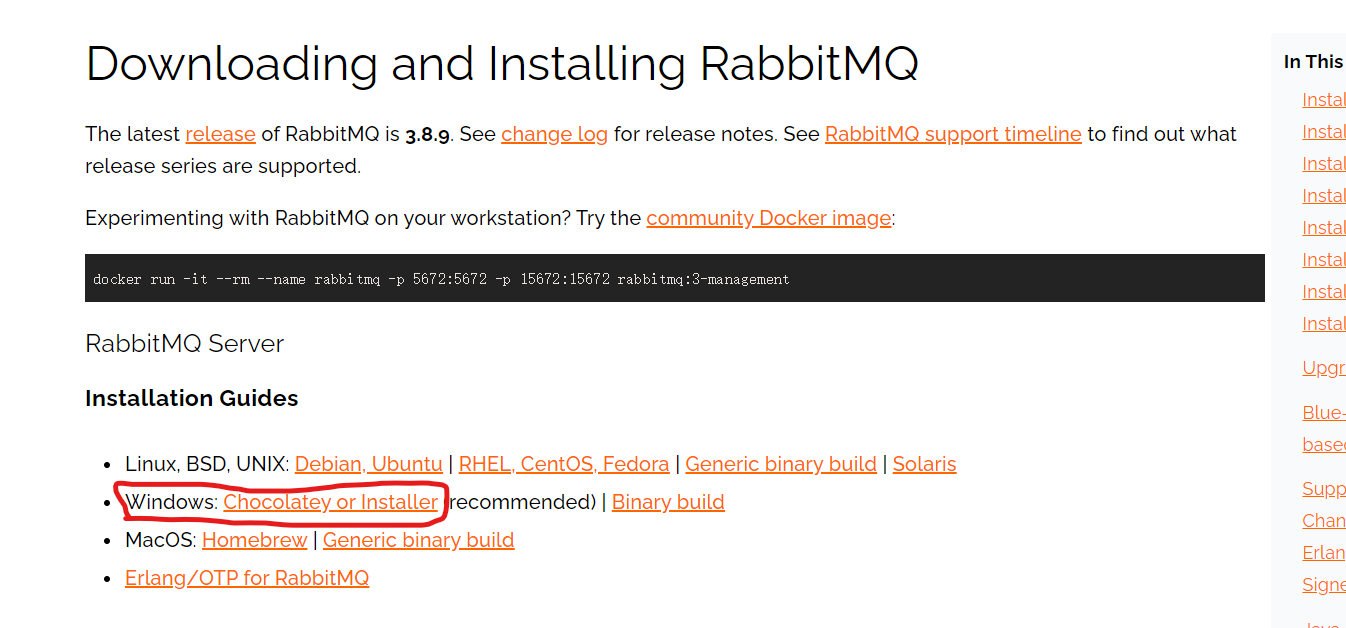 Downloading and Installing RabbitMQ
The latest release of RabbitMQ is 3.8.9. See change log for release notes. See RabbitMQ support timeline to find out what
release series are supported.
Experimenting with RabbitMQ on your workstation? Try the community Docker image:
docker run -it --rm --name rabbitmq -p 5672:5672 -p 15672:15672 rabbitmq:3-management
RabbitMQ Server
Installation Guides
• Linux, BSD, UNIX: Debian, Ubuntu | RHEL, CentOS, Fedora | Generic binary build | Solaris
• Windows: Chocolatey or Installer (recommended) | Binary build
• MacOS: Homebrew | Generic binary build
• Erlang/OTP for RabbitMQ
In This
Instal
Instal
Instal
Instal
Instal
Instal
Instal
Instal
Upgr
Blue-
based
Supp
Chan
Erlan
Signe